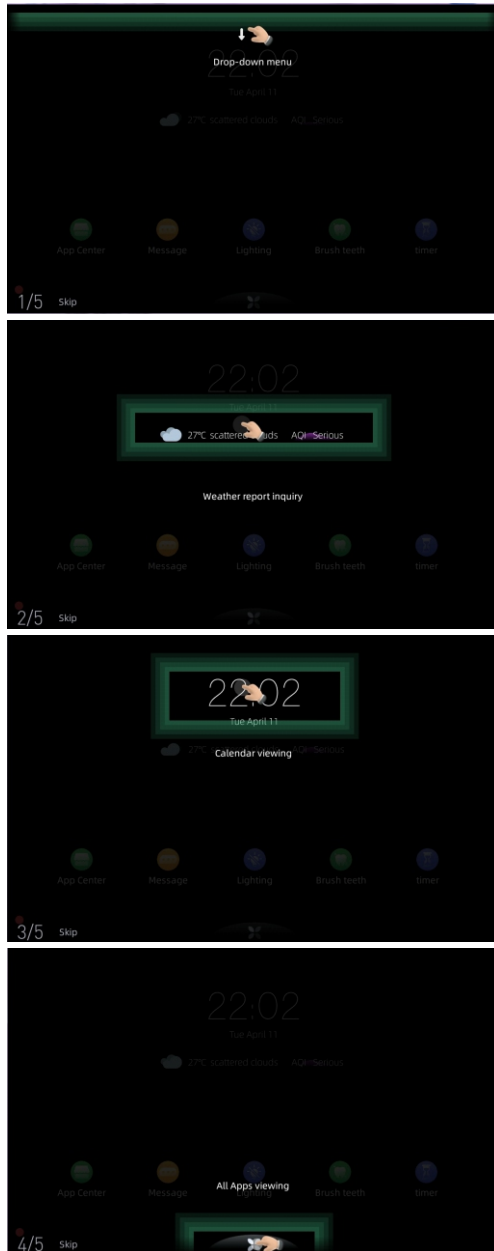 Drop-down menu
22:02
Tue April 11
27℃ scattered clouds AQI Serious
App Center Message Lighting Brush teeth timer
1/5 Skip
22:02
Tue April 11
27℃ scattered clouds AQI Serious
Weather report inquiry
App Center Message Lighting Brush teeth timer
2/5 Skip
22:02
Tue April 11
27℃ AQI Serious
Calendar viewing
App Center Message Lighting Brush teeth timer
3/5 Skip
22:02
Tue April 11
27℃ scattered clouds AQI Serious
All Apps viewing
App Center Message Lighting Brush teeth timer
4/5 Skip